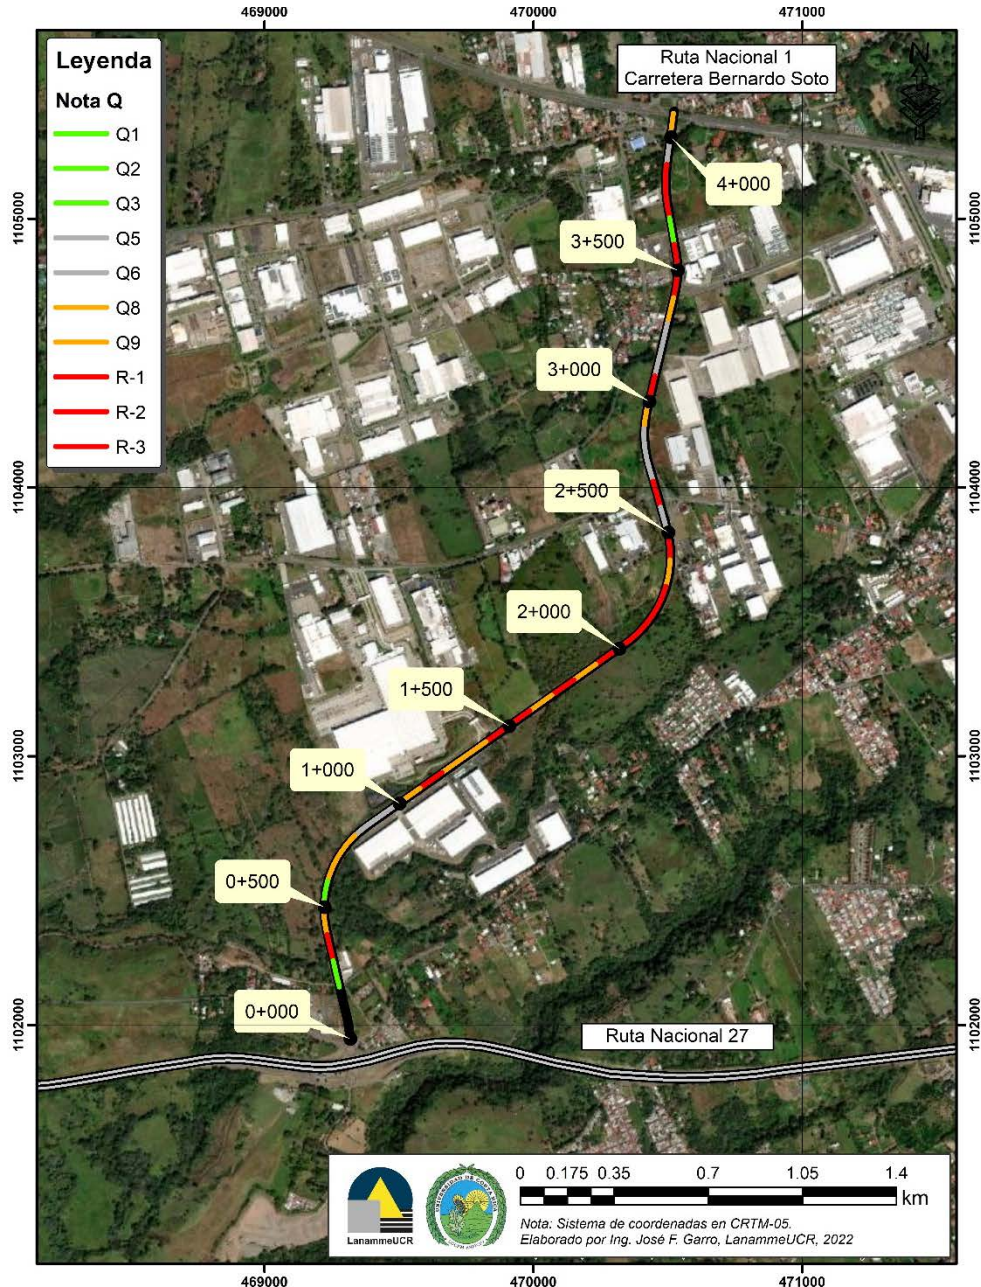 469000
470000
471000
Leyenda
Nota Q
Q1
Q2
Q3
Q5
Q6
Q8
Q9
R-1
R-2
R-3
Ruta Nacional 1
Carretera Bernardo Soto
N
4+000
1105000
1105000
3+500
3+000
1104000
1104000
2+500
2+000
1+500
1103000
1103000
1+000
0+500
0+000
1102000
1102000
Ruta Nacional 27
LanammeUCR
UNIVERSIDAD DE COSTA RICA
0 0.175 0.35 0.7 1.05 1.4
km
Nota: Sistema de coordenadas en CRTM-05.
Elaborado por Ing. José F. Garro, LanammeUCR, 2022
469000
470000
471000